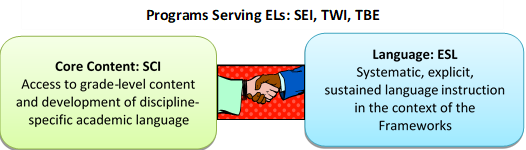 Programs Serving ELs: SEI, TWI, TBE
Core Content: SCI
Access to grade-level content
and development of discipline-
specific academic language
Language: ESL
Systematic, explicit,
sustained language instruction
in the context of the
Frameworks